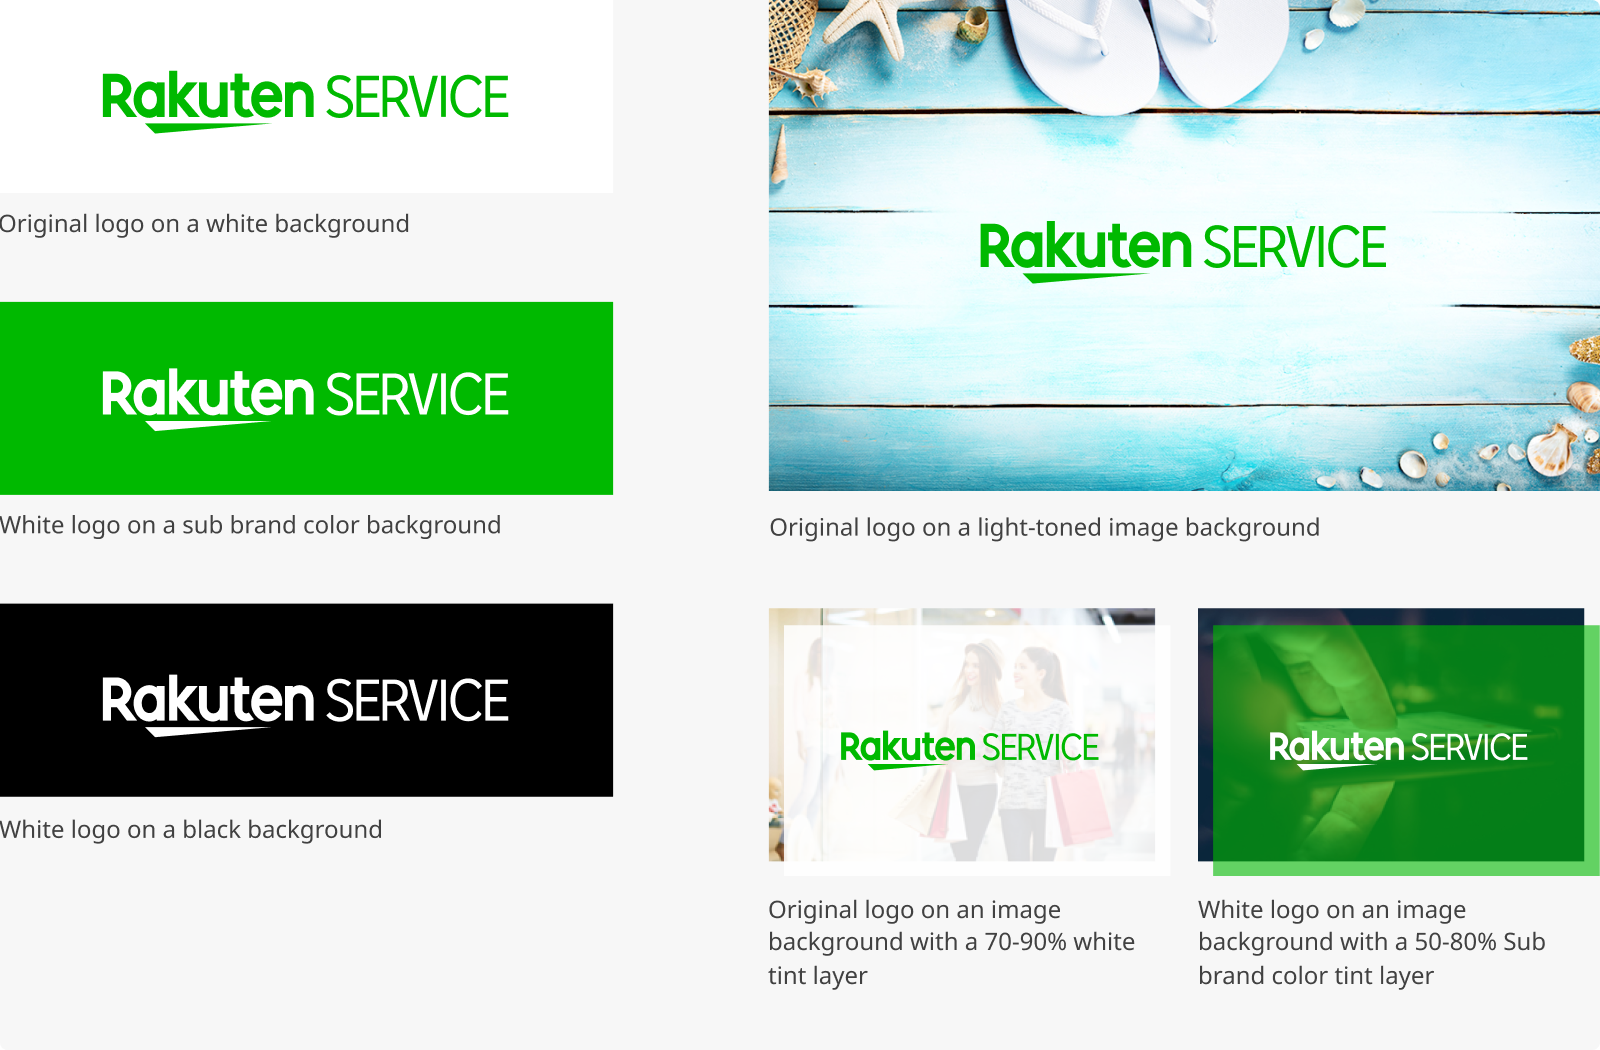 Rakuten SERVICE
Original logo on a white background
Rakuten SERVICE
White logo on a sub brand color background
Rakuten SERVICE
White logo on a black background
Rakuten SERVICE
Original logo on a light-toned image background
Rakuten SERVICE
Original logo on an image
background with a 70-90% white
tint layer
Rakuten SERVICE
White logo on an image
background with a 50-80% Sub
brand color tint layer